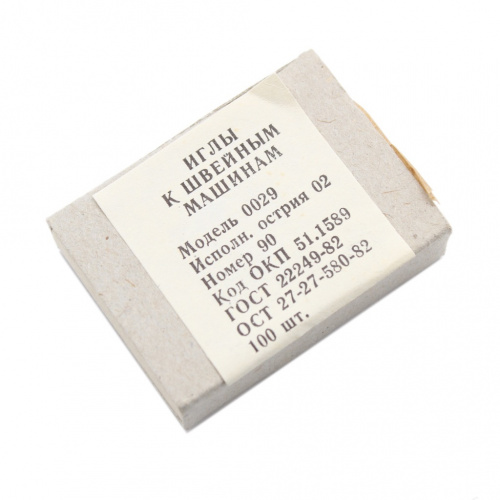 ИГЛЫ
К ШВЕЙНЫМ
МАШИНАМ
Модель 0029
Исполн. острия 02
Номер 90
Код ОКП 51.1589
ГОСТ 22249-82
ОСТ 27-27-580-82
100 шт.